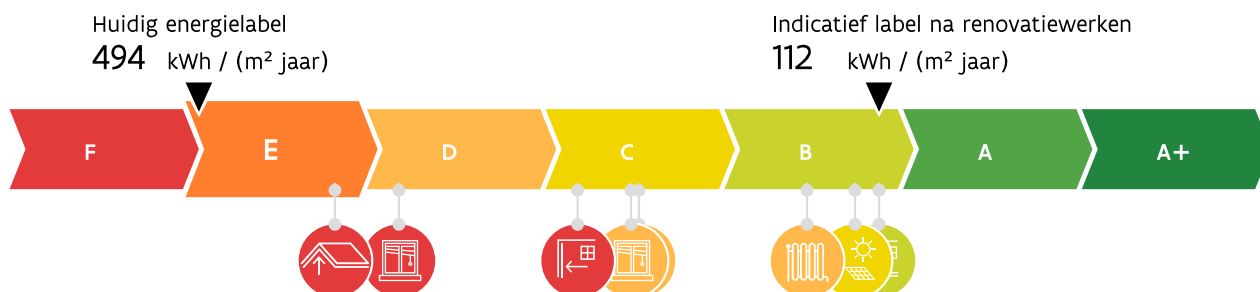 Huidig energielabel
494 kWh / (m² jaar)
Indicatief label na renovatiewerken
112 kWh / (m² jaar)
F E D C B A A+